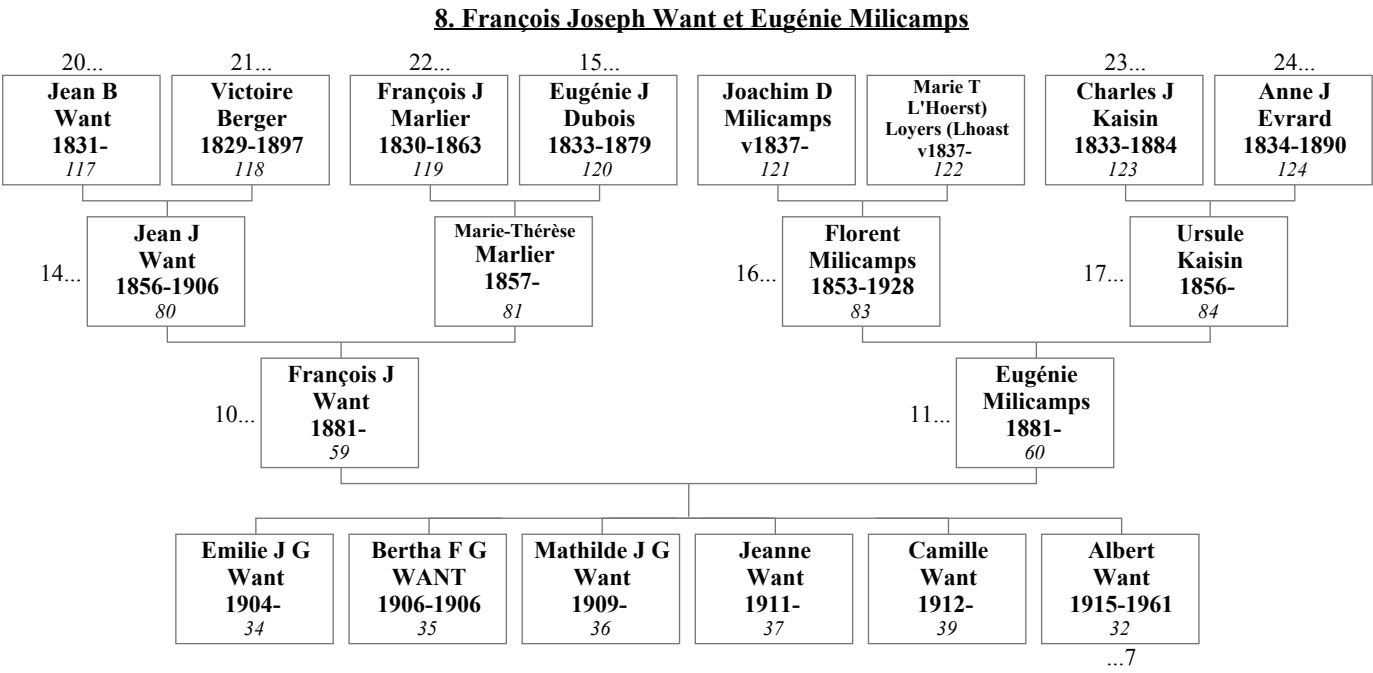 8. François Joseph Want et Eugénie Milicamps
20...
21...
22...
15...
23...
24...
Jean B
Want
1831-
117
Victoire
Berger
1829-1897
118
François J
Marlier
1830-1863
119
Eugénie J
Dubois
1833-1879
120
Joachim D
Milicamps
v1837-
121
Marie T
L'Hoerst)
Loyers (Lhoast
v1837-
122
Charles J
Kaisin
1833-1884
123
Anne J
Evrard
1834-1890
124
14...
Jean J
Want
1856-1906
80
Marie-Thérèse
Marlier
1857-
81
16...
Florent
Milicamps
1853-1928
83
17...
Ursule
Kaisin
1856-
84
10...
François J
Want
1881-
59
11...
Eugénie
Milicamps
1881-
60
Emilie J G
Want
1904-
34
Bertha F G
WANT
1906-1906
35
Mathilde J G
Want
1909-
36
Jeanne
Want
1911-
37
Camille
Want
1912-
39
Albert
Want
1915-1961
32
...7